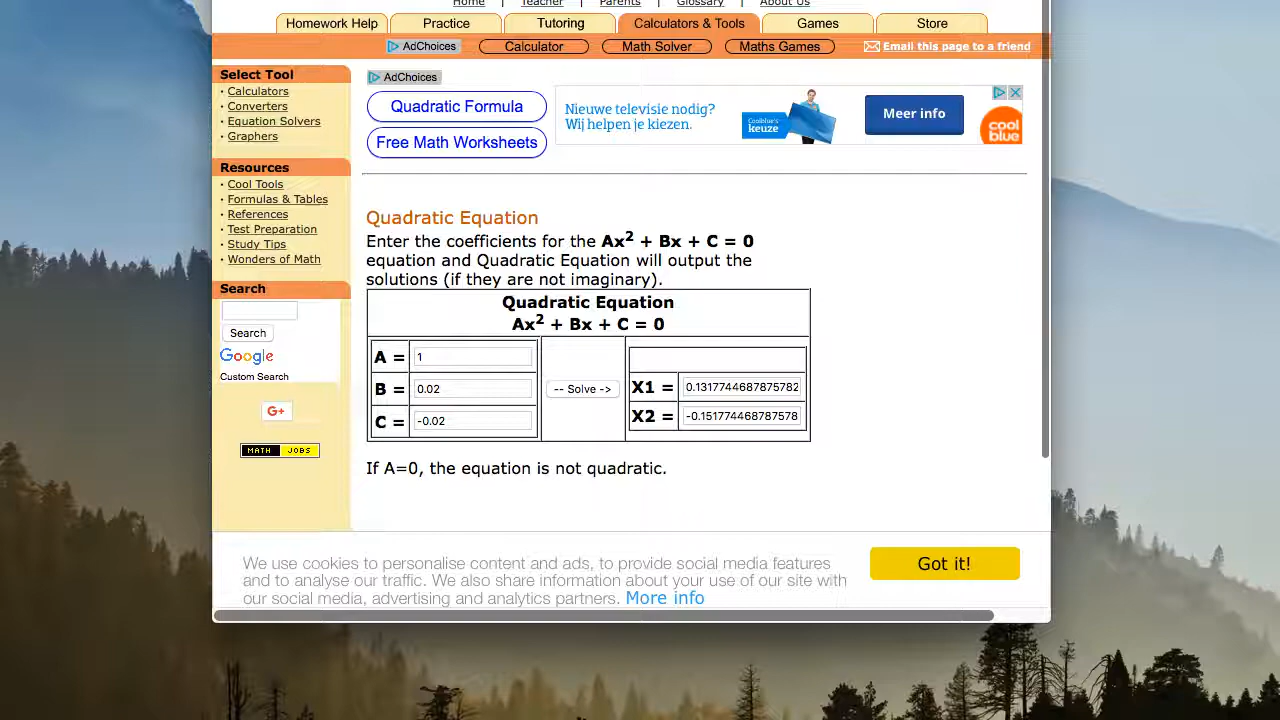 Home | Teacher | Parents | Glossary | About Us
Homework Help Practice Tutoring Calculators & Tools Games Store
AdChoices Calculator Math Solver Maths Games Email this page to a friend
Select Tool
· Calculators
· Converters
· Equation Solvers
· Graphers
Resources
· Cool Tools
· Formulas & Tables
· References
· Test Preparation
· Study Tips
· Wonders of Math
Search
Search
Google
Custom Search
G+
MATH JOBS
AdChoices
Quadratic Formula
Free Math Worksheets
Nieuwe televisie nodig?
Wij helpen je kiezen.
Coolblue's
keuze
Meer info
cool
blue
Quadratic Equation
Enter the coefficients for the Ax² + Bx + C = 0
equation and Quadratic Equation will output the
solutions (if they are not imaginary).
Quadratic Equation
Ax² + Bx + C = 0
A = 1
B = 0.02
C = -0.02
-- Solve ->
X1 = 0.1317744687875782
X2 = -0.151774468787578
If A=0, the equation is not quadratic.
We use cookies to personalise content and ads, to provide social media features
and to analyse our traffic. We also share information about your use of our site with
our social media, advertising and analytics partners. More info
Got it!